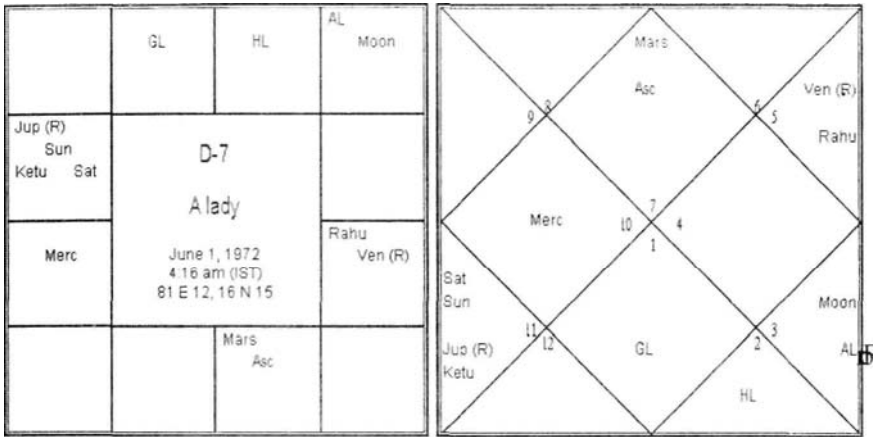 GL
HL
AL
Moon
Jup (R)
Sun
Ketu Sat
D-7
A lady
June 1, 1972
4:16 am (IST)
81 E 12, 16 N 15
Merc
Rahu
Ven (R)
Mars
Asc
Mars
Asc
8
9
6
5
Ven (R)
Rahu
Merc
7
10 4
1
Sat
Sun
Jup (R)
Ketu
11
12
GL
3
2
Moon
AL
HL